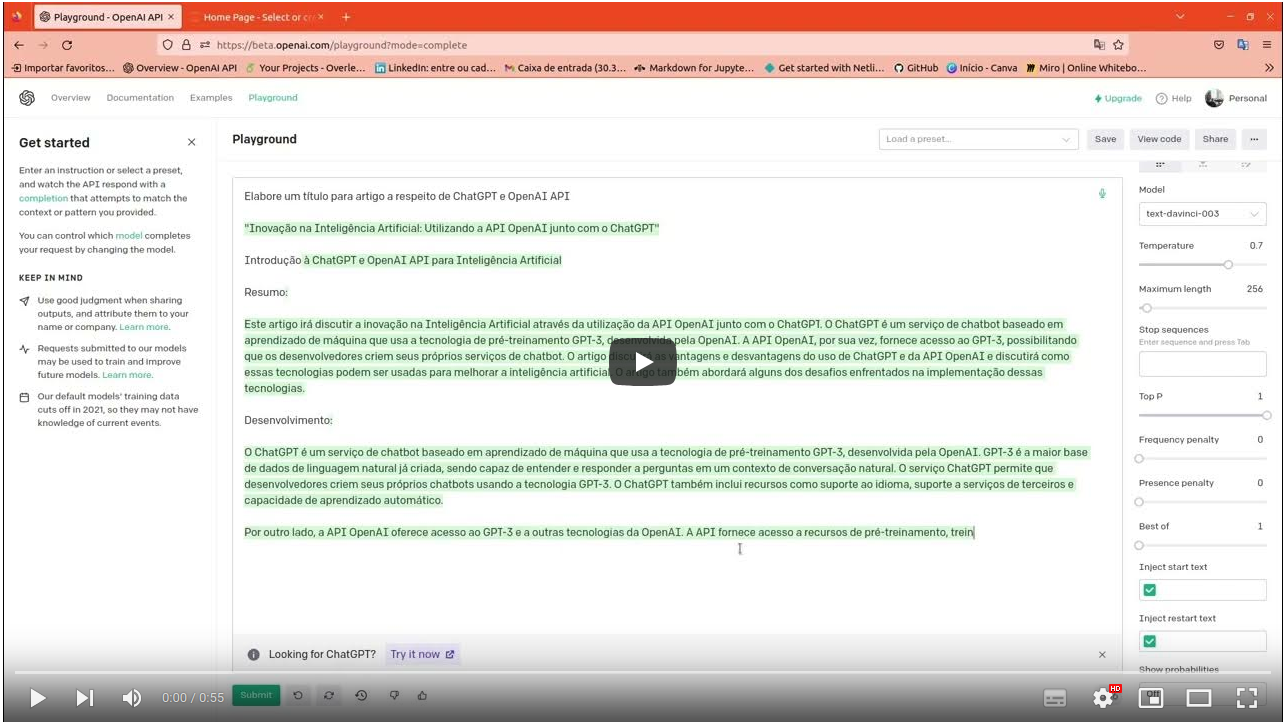 Playground - OpenAI API
Home Page - Select or cr
https://beta.openai.com/playground?mode=complete
Importar favoritos... Overview - OpenAI API Your Projects - Overle... LinkedIn: entre ou cad... Caixa de entrada (30.3... Markdown for Jupyte... Get started with Netli... GitHub Início - Canva Miro | Online Whitebo...
Overview Documentation Examples Playground Upgrade Help Personal
Get started
Enter an instruction or select a preset,
and watch the API respond with a
completion that attempts to match the
context or pattern you provided.
You can control which model completes
your request by changing the model.
KEEP IN MIND
Use good judgment when sharing
outputs, and attribute them to your
name or company. Learn more.
Requests submitted to our models
may be used to train and improve
future models. Learn more.
Our default models' training data
cuts off in 2021, so they may not have
knowledge of current events.
Playground
Load a preset...
Save
View code
Share
Elabore um título para artigo a respeito de ChatGPT e OpenAI API
"Inovação na Inteligência Artificial: Utilizando a API OpenAI junto com o ChatGPT"
Introdução à ChatGPT e OpenAI API para Inteligência Artificial
Resumo:
Este artigo irá discutir a inovação na Inteligência Artificial através da utilização da API OpenAI junto com o ChatGPT. O ChatGPT é um serviço de chatbot baseado em
aprendizado de máquina que usa a tecnologia de pré-treinamento GPT-3, desenvolvida pela OpenAI. A API OpenAI, por sua vez, fornece acesso ao GPT-3, possibilitando
que os desenvolvedores criem seus próprios serviços de chatbot. O artigo as vantagens e desvantagens do uso de ChatGPT e da API OpenAI e discutirá como
essas tecnologias podem ser usadas para melhorar a inteligência artificial. O artigo também abordará alguns dos desafios enfrentados na implementação dessas
tecnologias.
Desenvolvimento:
O ChatGPT é um serviço de chatbot baseado em aprendizado de máquina que usa a tecnologia de pré-treinamento GPT-3, desenvolvida pela OpenAI. GPT-3 é a maior base
de dados de linguagem natural já criada, sendo capaz de entender e responder a perguntas em um contexto de conversação natural. O serviço ChatGPT permite que
desenvolvedores criem seus próprios chatbots usando a tecnologia GPT-3. O ChatGPT também inclui recursos como suporte ao idioma, suporte a serviços de terceiros e
capacidade de aprendizado automático.
Por outro lado, a API OpenAI oferece acesso ao GPT-3 e a outras tecnologias da OpenAI. A API fornece acesso a recursos de pré-treinamento, trein
Looking for ChatGPT? Try it now
Submit
Model
text-davinci-003
Temperature 0.7
Maximum length 256
Stop sequences
Enter sequence and press Tab
Top P 1
Frequency penalty 0
Presence penalty 0
Best of 1
Inject start text
Inject restart text
Show probabilities
Off
0:00 / 0:55
HD